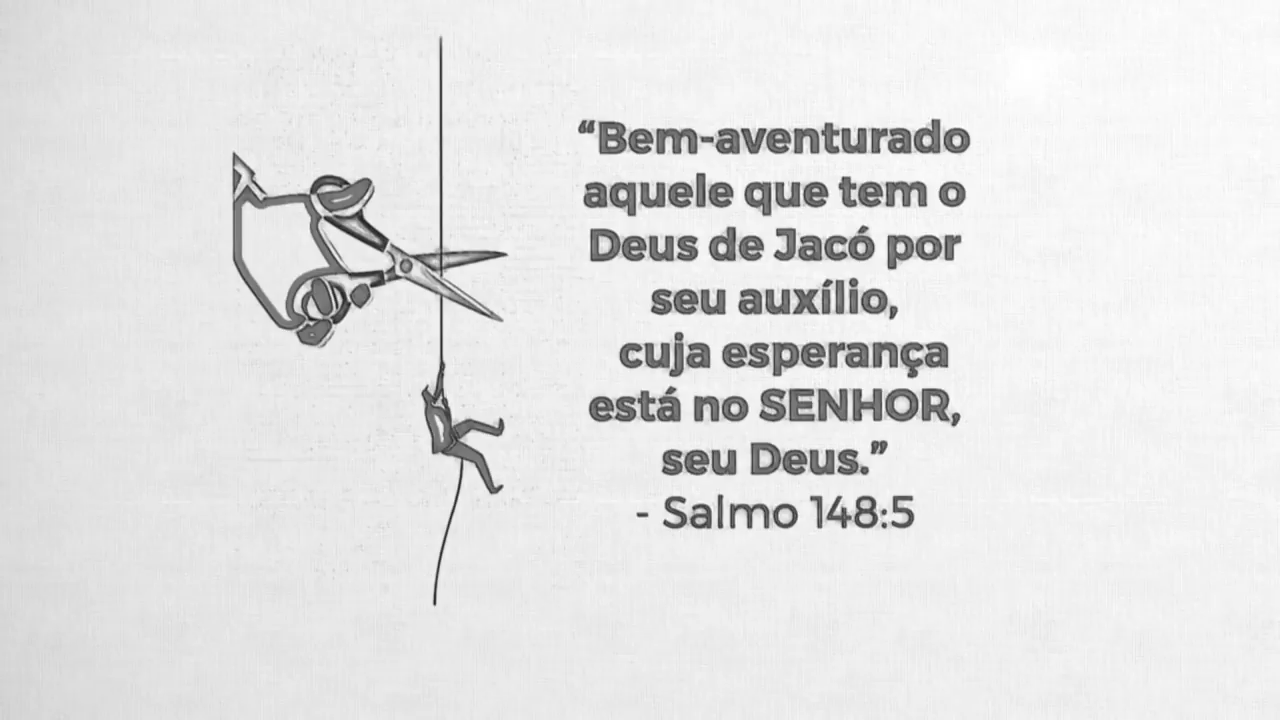 “Bem-aventurado
aquele que tem o
Deus de Jacó por
seu auxílio,
cuja esperança
está no SENHOR,
seu Deus.”
- Salmo 148:5